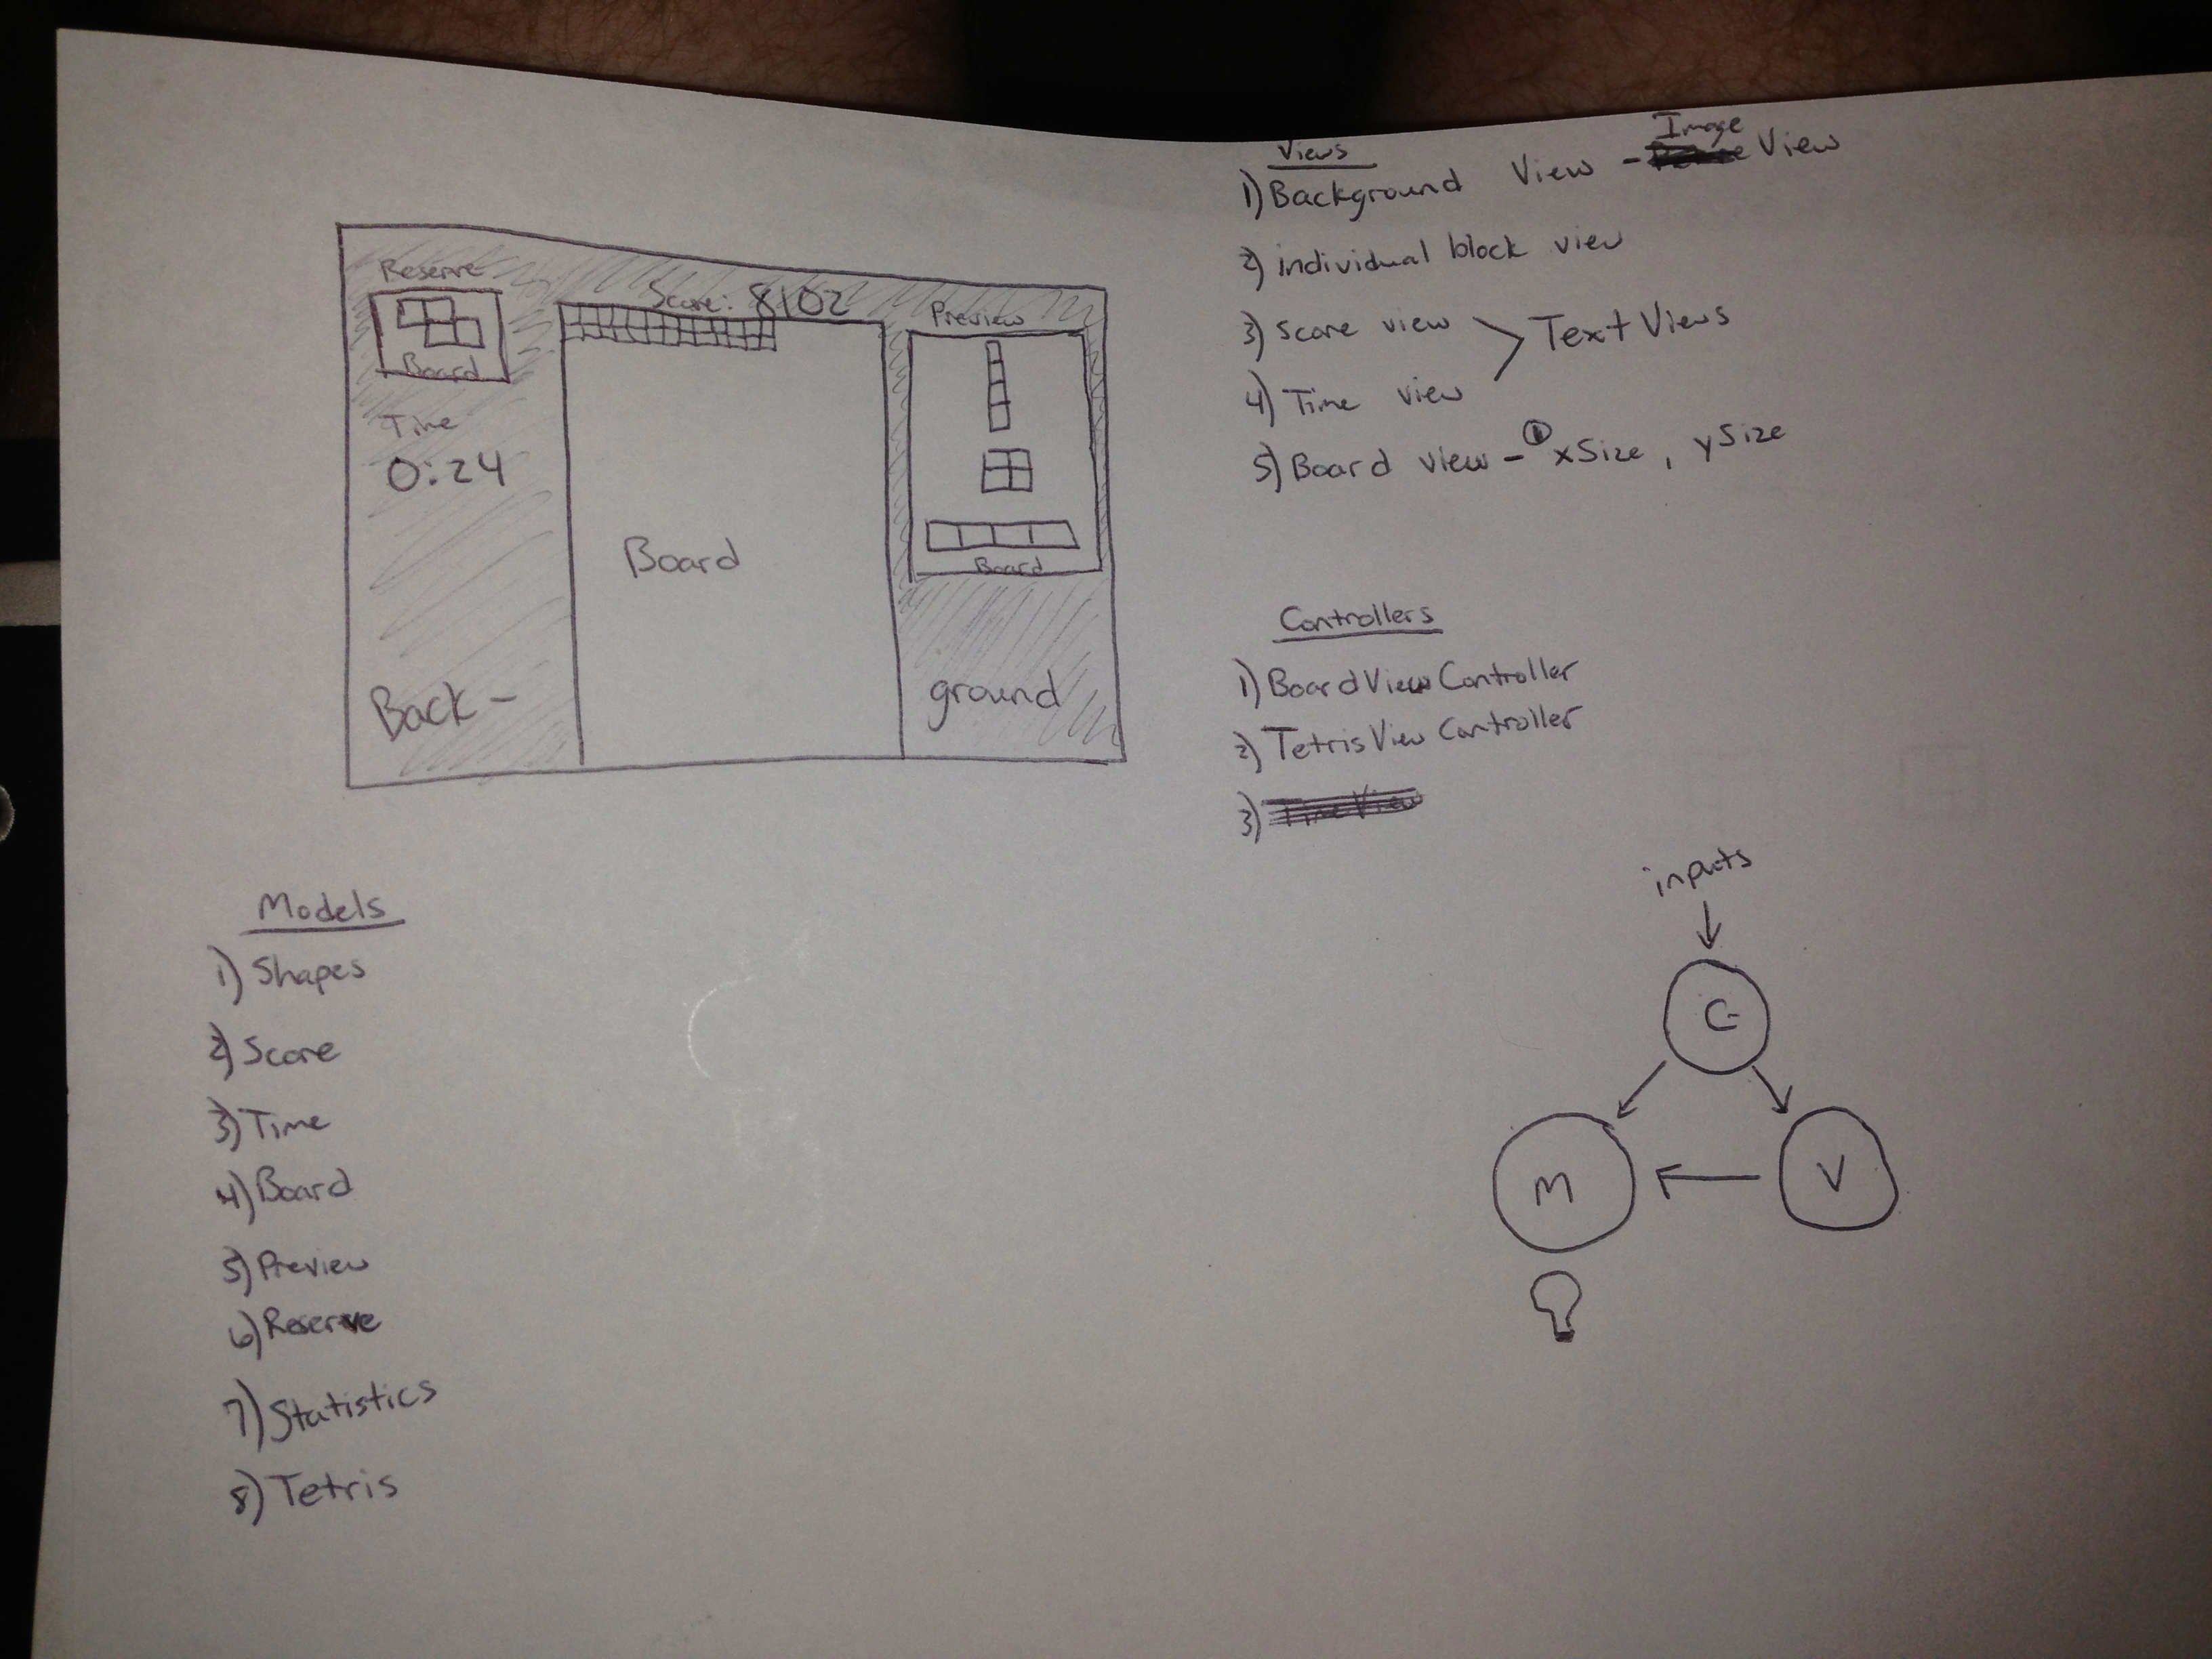 Reserve
Board
Time
0:24
Score: 8102
Preview
Board
Board
Back -
ground
Views
1) Background View - Image View
2) individual block view
3) Score view
4) Time view
> Text Views
5) Board view - ① xSize, ySize
Controllers
1) BoardViewController
2) TetrisViewController
3) TimeView
Models
1) Shapes
2) Score
3) Time
4) Board
5) Preview
6) Reserve
7) Statistics
8) Tetris
inputs
C
M
V